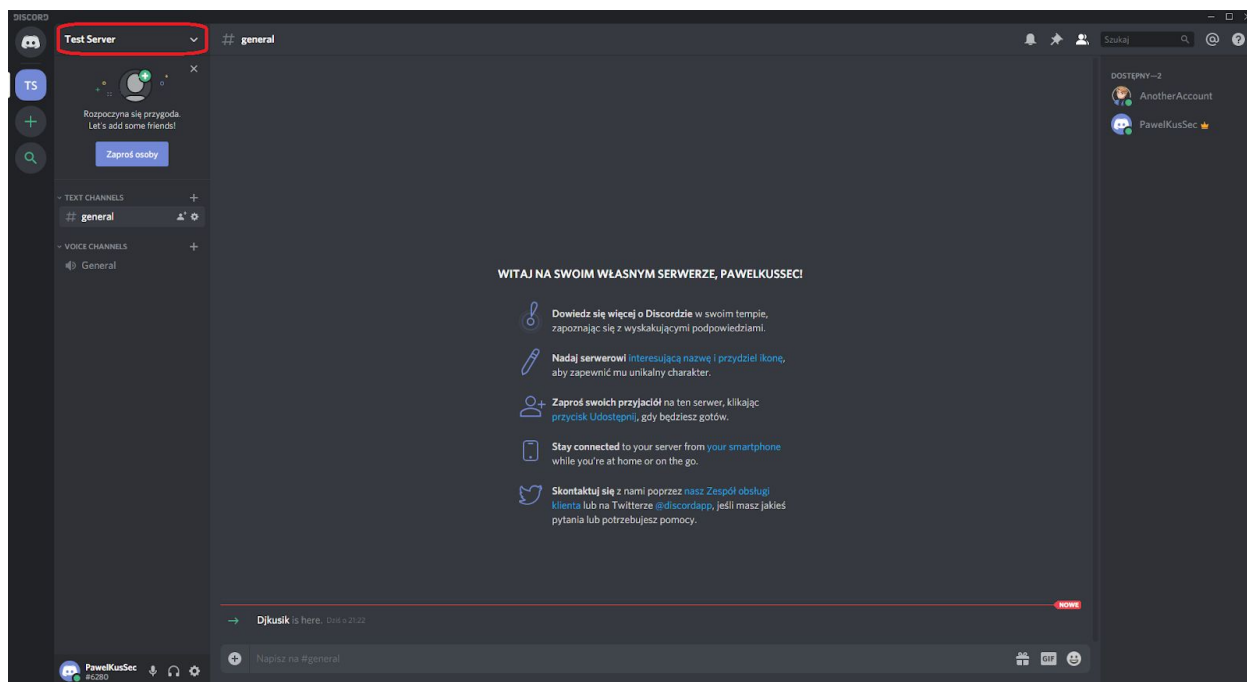 DISCORD
Test Server
# general
Szukaj
TS
Rozpoczyna się przygoda.
Let's add some friends!
Zaproś osoby
TEXT CHANNELS
# general
VOICE CHANNELS
General
WITAJ NA SWOIM WŁASNYM SERWERZE, PAWELKUSSEC!
Dowiedz się więcej o Discordzie w swoim tempie,
zapoznając się z wyskakującymi podpowiedziami.
Nadaj serwerowi interesującą nazwę i przydziel ikonę,
aby zapewnić mu unikalny charakter.
Zaproś swoich przyjaciół na ten serwer, klikając
przycisk Udostępnij, gdy będziesz gotów.
Stay connected to your server from your smartphone
while you're at home or on the go.
Skontaktuj się z nami poprzez nasz Zespół obsługi
klienta lub na Twitterze @discordapp, jeśli masz jakieś
pytania lub potrzebujesz pomocy.
NOWE
Djkusik is here. Dziś o 21:22
Napisz na #general
GIF
PawelKusSec
#6280
DOSTĘPNY—2
AnotherAccount
PawelKusSec